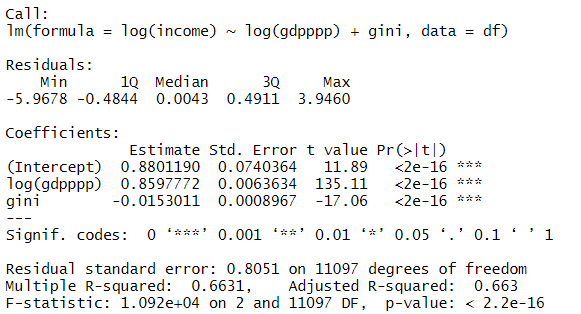 Call:
lm(formula = log(income) ~ log(gdpppp) + gini, data = df)
Residuals:
    Min      1Q  Median      3Q     Max
-5.9678 -0.4844  0.0043  0.4911  3.9460
Coefficients:
              Estimate Std. Error t value Pr(>|t|)
(Intercept)  0.8801190  0.0740364   11.89   <2e-16 ***
log(gdpppp)  0.8597772  0.0063634  135.11   <2e-16 ***
gini        -0.0153011  0.0008967  -17.06   <2e-16 ***
---
Signif. codes:  0 ‘***’ 0.001 ‘**’ 0.01 ‘*’ 0.05 ‘.’ 0.1 ‘ ’ 1
Residual standard error: 0.8051 on 11097 degrees of freedom
Multiple R-squared:  0.6631,    Adjusted R-squared:  0.663
F-statistic: 1.092e+04 on 2 and 11097 DF,  p-value: < 2.2e-16